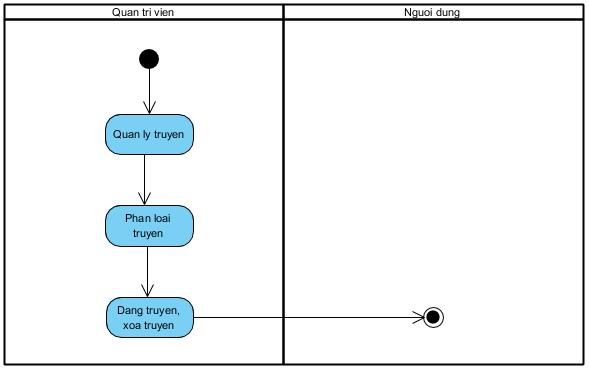 Quan tri vien
Nguoi dung
Quan ly truyen
Phan loai
truyen
Dang truyen,
xoa truyen